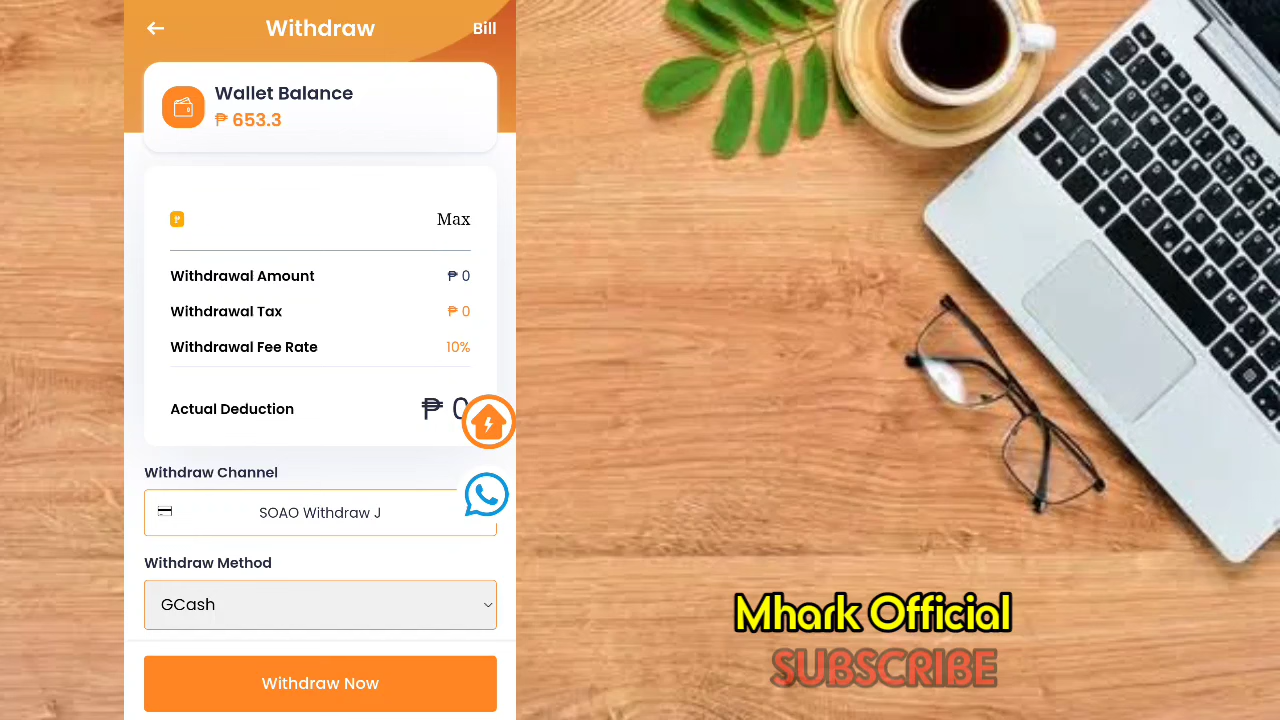 Withdraw
Bill
Wallet Balance
₱ 653.3
Max
Withdrawal Amount ₱ 0
Withdrawal Tax ₱ 0
Withdrawal Fee Rate 10%
Actual Deduction ₱ 0
Withdraw Channel
SOAO Withdraw J
Withdraw Method
GCash
Withdraw Now
Mhark Official
SUBSCRIBE